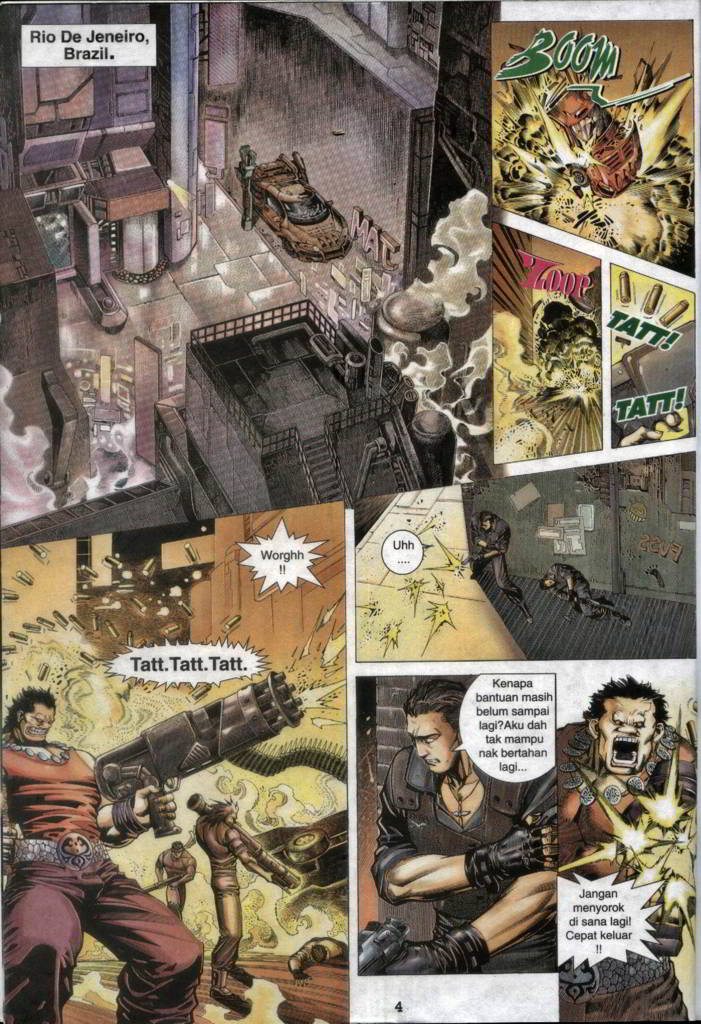 Rio De Jeneiro,
Brazil.
BOOM
ZOOP
TATT!
TATT!
Worghh
!!
Tatt.Tatt.Tatt.
Uhh
....
Kenapa
bantuan masih
belum sampai
lagi?Aku dah
tak mampu
nak bertahan
lagi...
Jangan
menyorok
di sana lagi!
Cepat keluar
!!
4